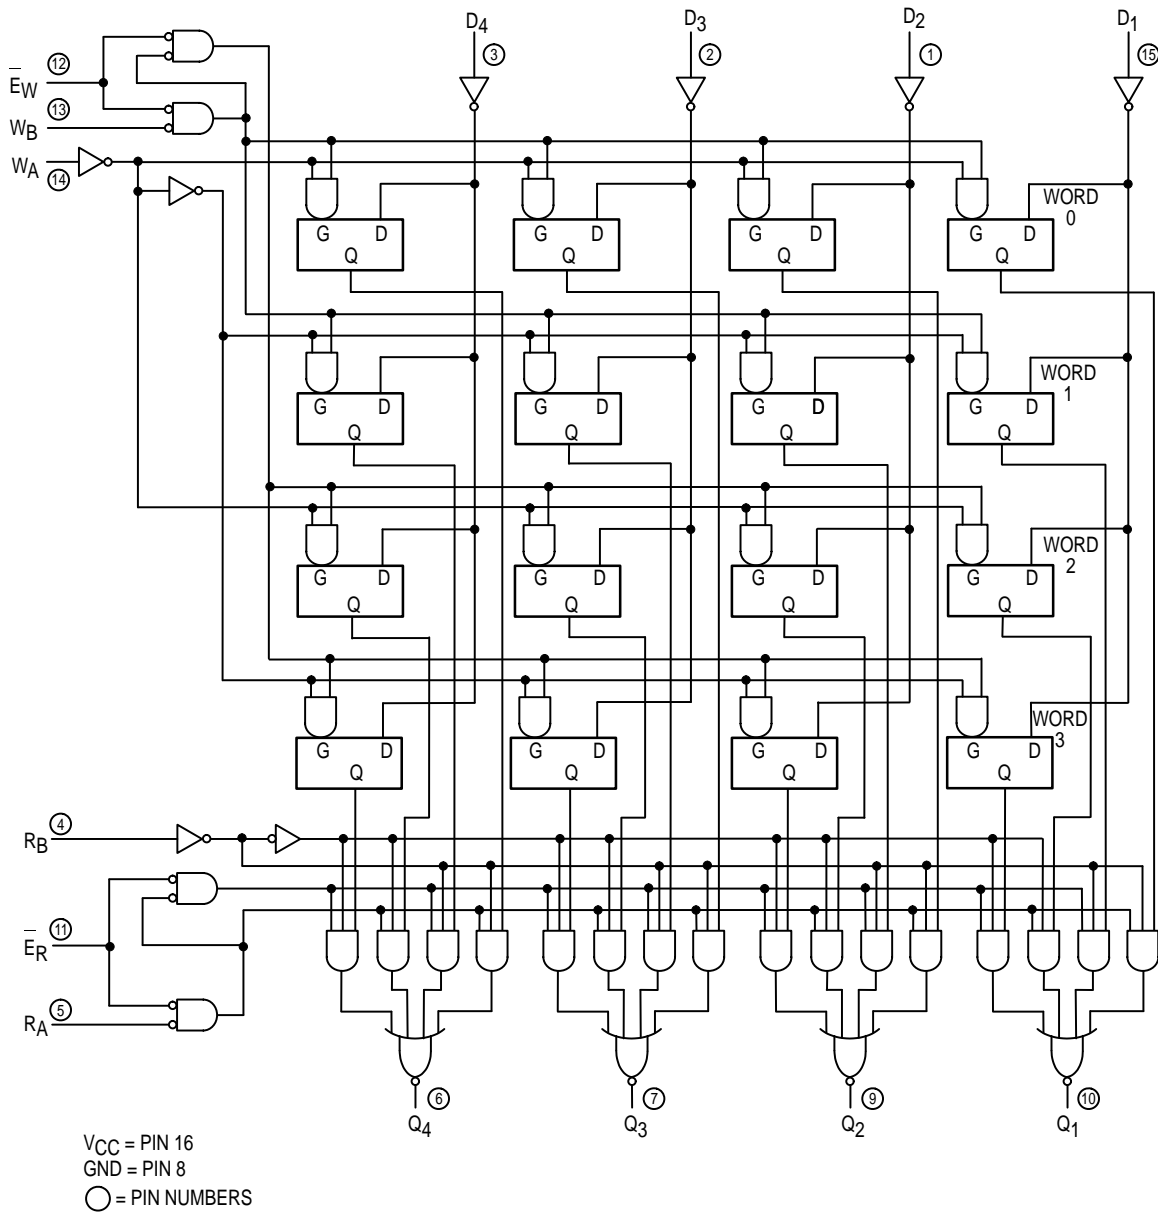 D4 D3 D2 D1
3 2 1 15
12
E̅W
13
WB
WA
14
WORD
0
G D G D G D G D
Q Q Q Q
WORD
1
G D G D G D G D
Q Q Q Q
WORD
2
G D G D G D G D
Q Q Q Q
WORD
3
G D G D G D G D
Q Q Q Q
4
RB
11
E̅R
5
RA
6 7 9 10
Q4 Q3 Q2 Q1
VCC = PIN 16
GND = PIN 8
= PIN NUMBERS